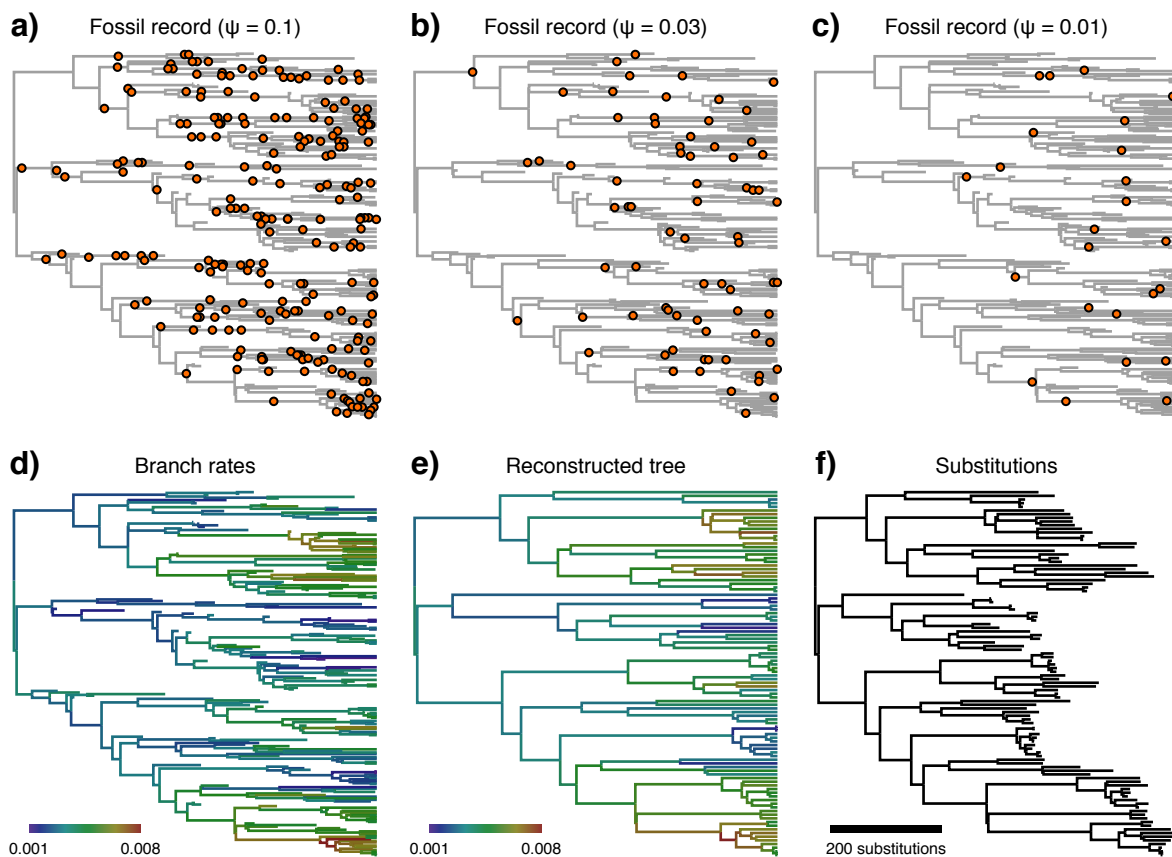 a) Fossil record (ψ = 0.1)
b) Fossil record (ψ = 0.03)
c) Fossil record (ψ = 0.01)
d) Branch rates
e) Reconstructed tree
f) Substitutions
0.001 0.008
0.001 0.008
200 substitutions